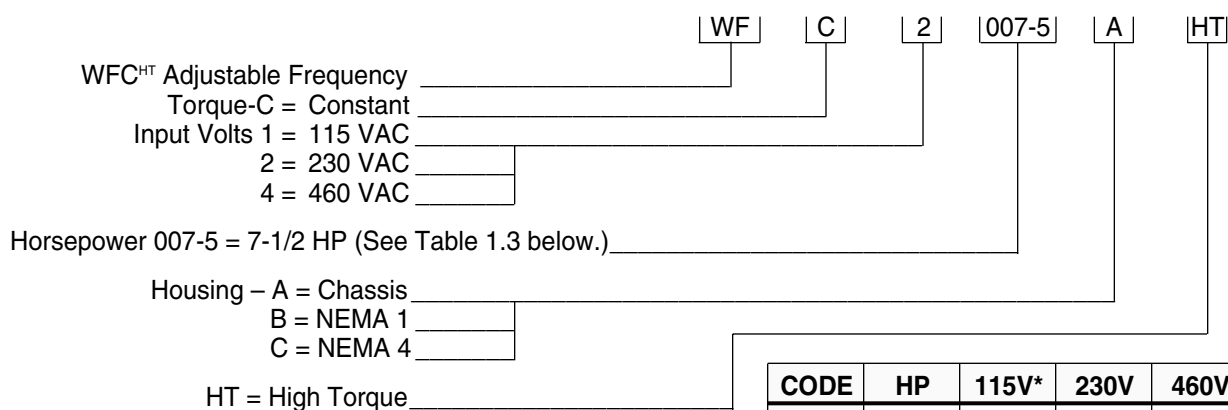 WF C 2 007-5 A HT
WFCᴴᵀ Adjustable Frequency
Torque-C = Constant
Input Volts 1 = 115 VAC
2 = 230 VAC
4 = 460 VAC
Horsepower 007-5 = 7-1/2 HP (See Table 1.3 below.)
Housing – A = Chassis
B = NEMA 1
C = NEMA 4
HT = High Torque
CODE HP 115V* 230V 460V